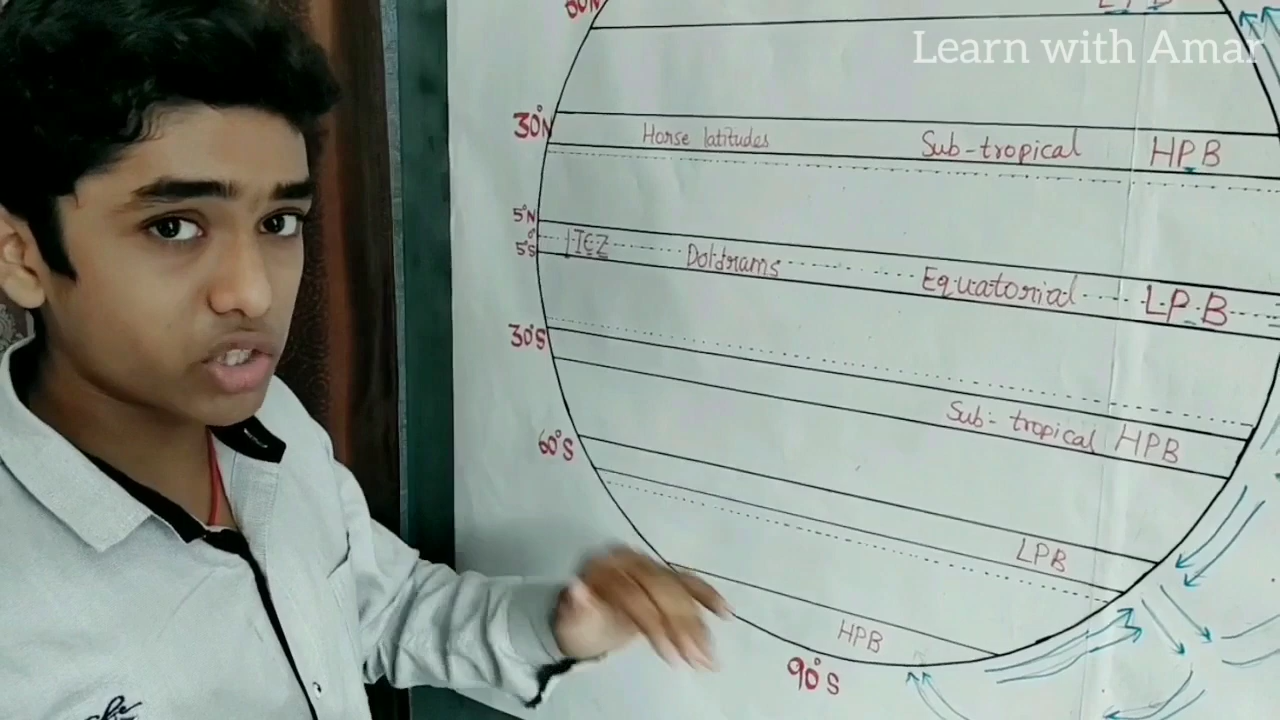 Learn with Amar
30°N
Horse latitudes Sub-tropical HPB
5°N
0°
ITCZ Doldrams Equatorial LPB
5°S
30°S
Sub-tropical HPB
60°S
LPB
HPB
90°S